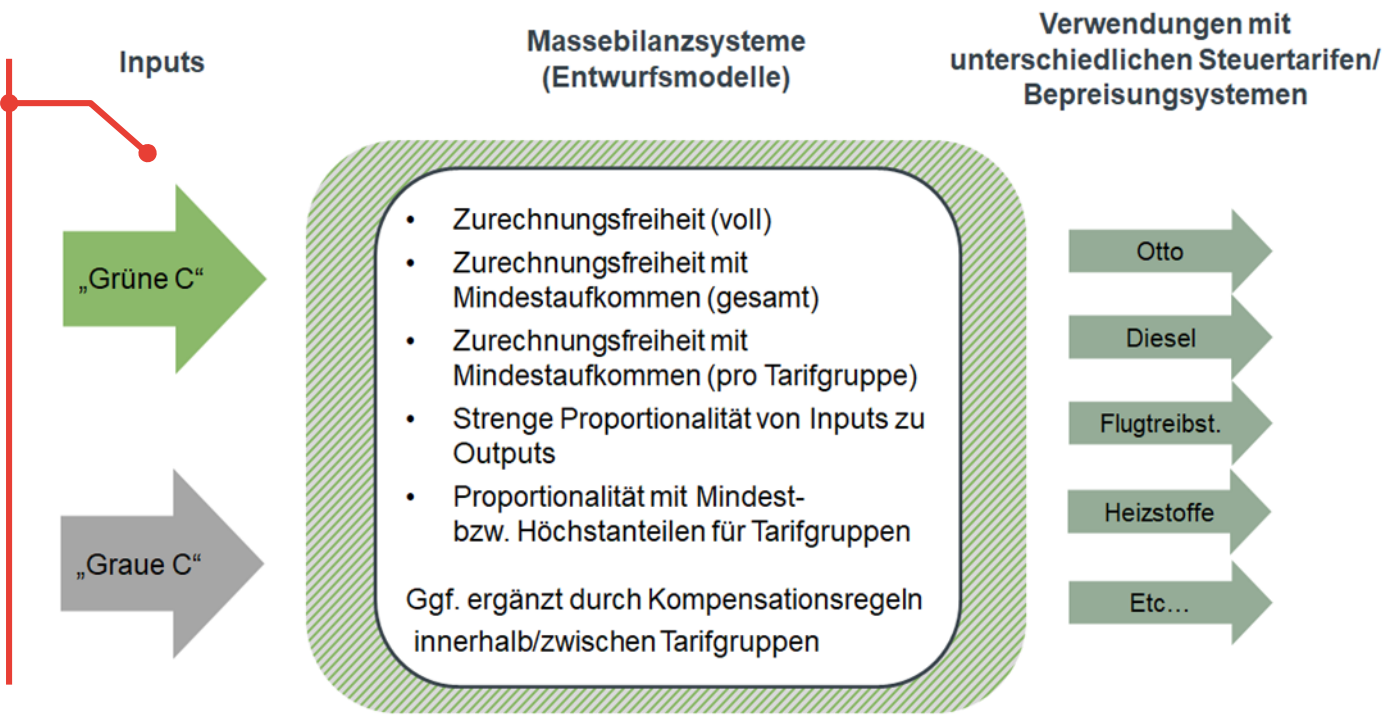 Inputs
Massebilanzsysteme
(Entwurfsmodelle)
Verwendungen mit
unterschiedlichen Steuertarifen/
Bepreisungsystemen
„Grüne C“
„Graue C“
• Zurechnungsfreiheit (voll)
• Zurechnungsfreiheit mit
Mindestaufkommen (gesamt)
• Zurechnungsfreiheit mit
Mindestaufkommen (pro Tarifgruppe)
• Strenge Proportionalität von Inputs zu
Outputs
• Proportionalität mit Mindest-
bzw. Höchstanteilen für Tarifgruppen
Ggf. ergänzt durch Kompensationsregeln
innerhalb/zwischen Tarifgruppen
Otto
Diesel
Flugtreibst.
Heizstoffe
Etc…